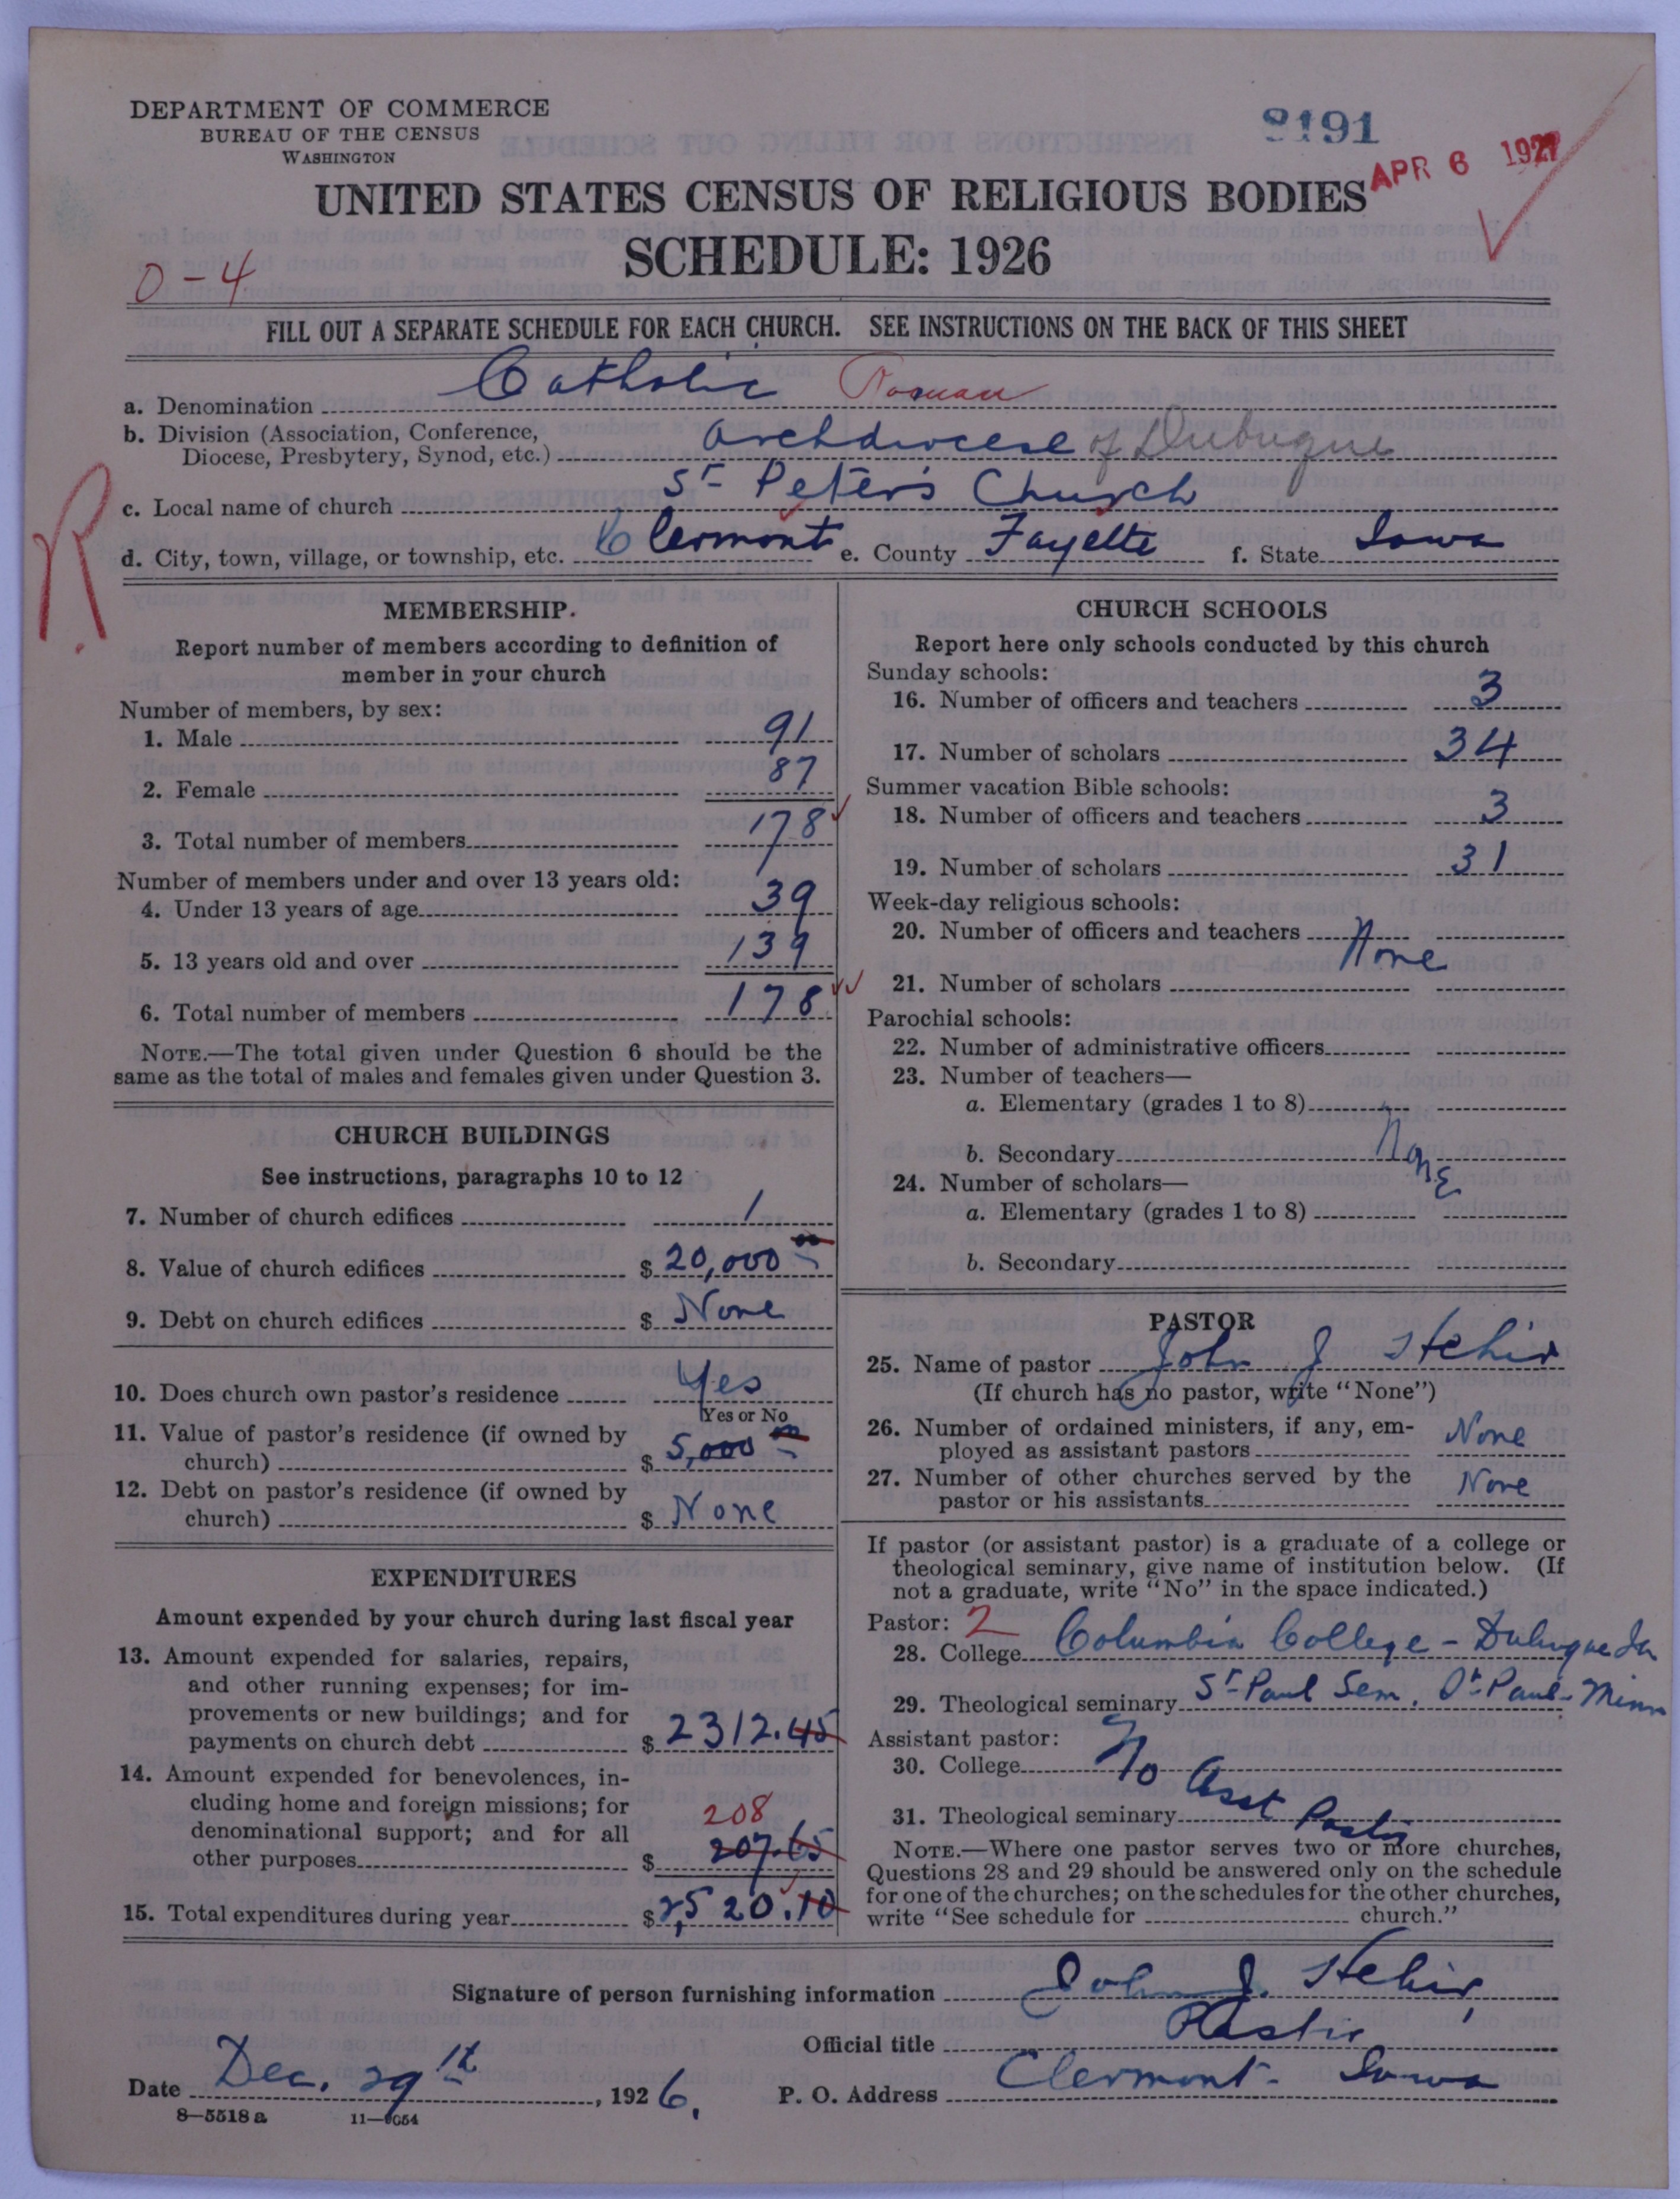 DEPARTMENT OF COMMERCE
BUREAU OF THE CENSUS
WASHINGTON
8191
APR 6 1927
UNITED STATES CENSUS OF RELIGIOUS BODIES
SCHEDULE: 1926
0-4
FILL OUT A SEPARATE SCHEDULE FOR EACH CHURCH. SEE INSTRUCTIONS ON THE BACK OF THIS SHEET
a. Denomination Catholic Roman
b. Division (Association, Conference,
Diocese, Presbytery, Synod, etc.) Archdiocese of Dubuque
c. Local name of church St Peter's Church
d. City, town, village, or township, etc. Clermont e. County Fayette f. State Iowa
R
MEMBERSHIP.
Report number of members according to definition of
member in your church
Number of members, by sex:
1. Male 91
2. Female 87
3. Total number of members 178
Number of members under and over 13 years old:
4. Under 13 years of age 39
5. 13 years old and over 139
6. Total number of members 178
NOTE.—The total given under Question 6 should be the
same as the total of males and females given under Question 3.
CHURCH BUILDINGS
See instructions, paragraphs 10 to 12
7. Number of church edifices 1
8. Value of church edifices $ 20,000 00
9. Debt on church edifices $ None
10. Does church own pastor's residence Yes
Yes or No
11. Value of pastor's residence (if owned by
church) $ 5,000 00
12. Debt on pastor's residence (if owned by
church) $ None
EXPENDITURES
Amount expended by your church during last fiscal year
13. Amount expended for salaries, repairs,
and other running expenses; for im-
provements or new buildings; and for
payments on church debt $ 2312.45
14. Amount expended for benevolences, in-
cluding home and foreign missions; for
denominational support; and for all
208
other purposes $ 207.65
15. Total expenditures during year $ 2,520.10
CHURCH SCHOOLS
Report here only schools conducted by this church
Sunday schools:
16. Number of officers and teachers 3
17. Number of scholars 34
Summer vacation Bible schools:
18. Number of officers and teachers 3
19. Number of scholars 31
Week-day religious schools:
20. Number of officers and teachers None
21. Number of scholars
Parochial schools:
22. Number of administrative officers
23. Number of teachers—
a. Elementary (grades 1 to 8)
b. Secondary None
24. Number of scholars—
a. Elementary (grades 1 to 8)
b. Secondary
PASTOR
25. Name of pastor John J
(If church has no pastor, write "None")
26. Number of ordained ministers, if any, em-
ployed as assistant pastors None
27. Number of other churches served by the
pastor or his assistants None
If pastor (or assistant pastor) is a graduate of a college or
theological seminary, give name of institution below. (If
not a graduate, write "No" in the space indicated.)
Pastor: 2
28. College Columbia College - Dubuque Ia
29. Theological seminary St Paul Sem. St Paul - Minn
Assistant pastor:
30. College No Asst Pastor
31. Theological seminary
NOTE.—Where one pastor serves two or more churches,
Questions 28 and 29 should be answered only on the schedule
for one of the churches; on the schedules for the other churches,
write "See schedule for church."
Signature of person furnishing information John J.
Official title Pastor
Date Dec. 29th, 1926. P. O. Address Clermont - Iowa
8—5518 a 11—9054